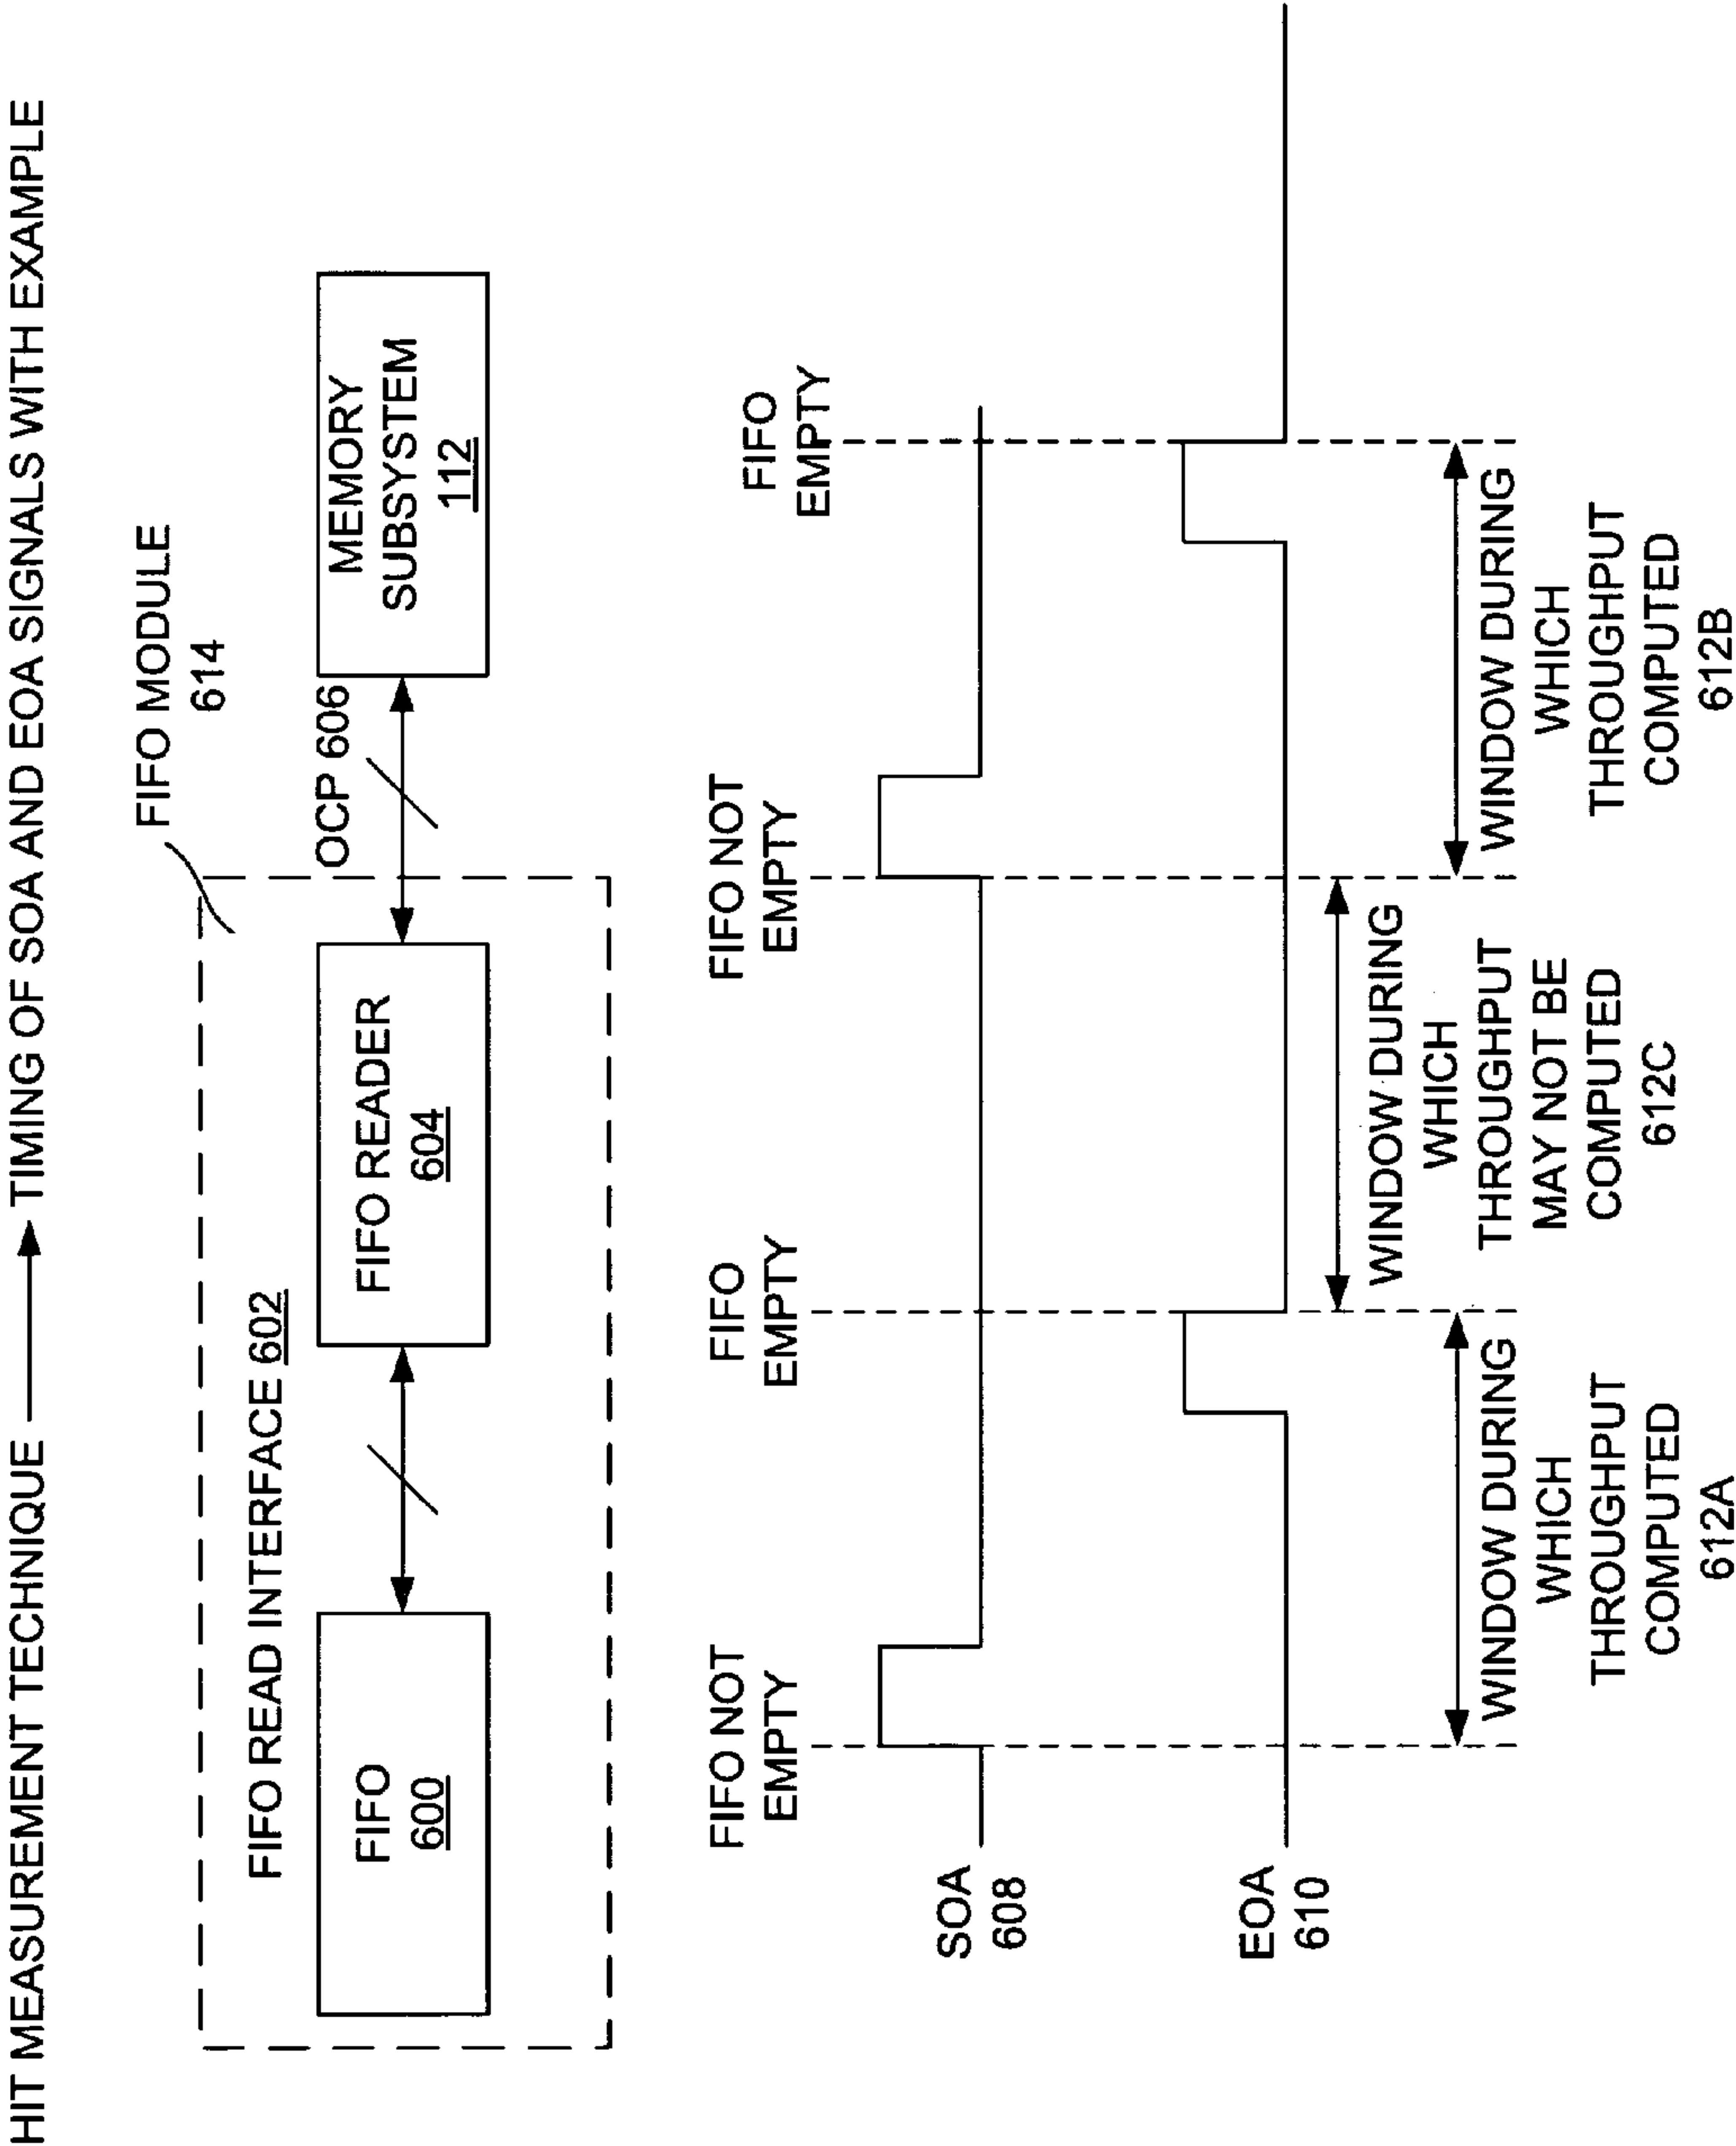 HIT MEASUREMENT TECHNIQUE → TIMING OF SOA AND EOA SIGNALS WITH EXAMPLE
FIFO MODULE
614
FIFO READ INTERFACE 602
OCP 606
FIFO
600
FIFO READER
604
MEMORY
SUBSYSTEM
112
FIFO NOT
EMPTY
FIFO
EMPTY
FIFO NOT
EMPTY
FIFO
EMPTY
SOA
608
EOA
610
WINDOW DURING
WHICH
THROUGHPUT
COMPUTED
612A
WINDOW DURING
WHICH
THROUGHPUT
MAY NOT BE
COMPUTED
612C
WINDOW DURING
WHICH
THROUGHPUT
COMPUTED
612B